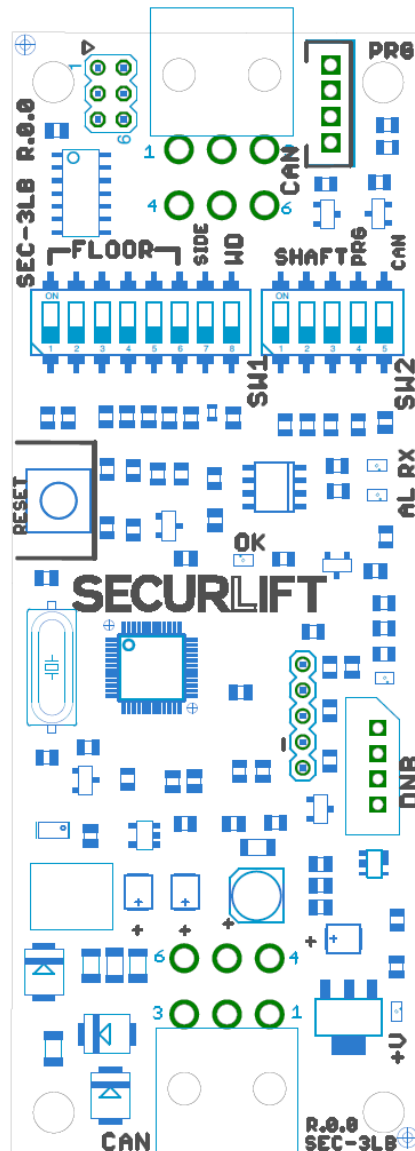 PRG
1
6
CAN
1
4
6
SEC-3LB R.0.0
FLOOR
SIDE
WD
SHAFT
PRG
CAN
ON
1 2 3 4 5 6 7 8
SW1
ON
1 2 3 4 5
SW2
RESET
AL RX
OK
SECURLIFT
DNB
+
+
+
+
6
4
3
1
+V
CAN
R.0.0
SEC-3LB